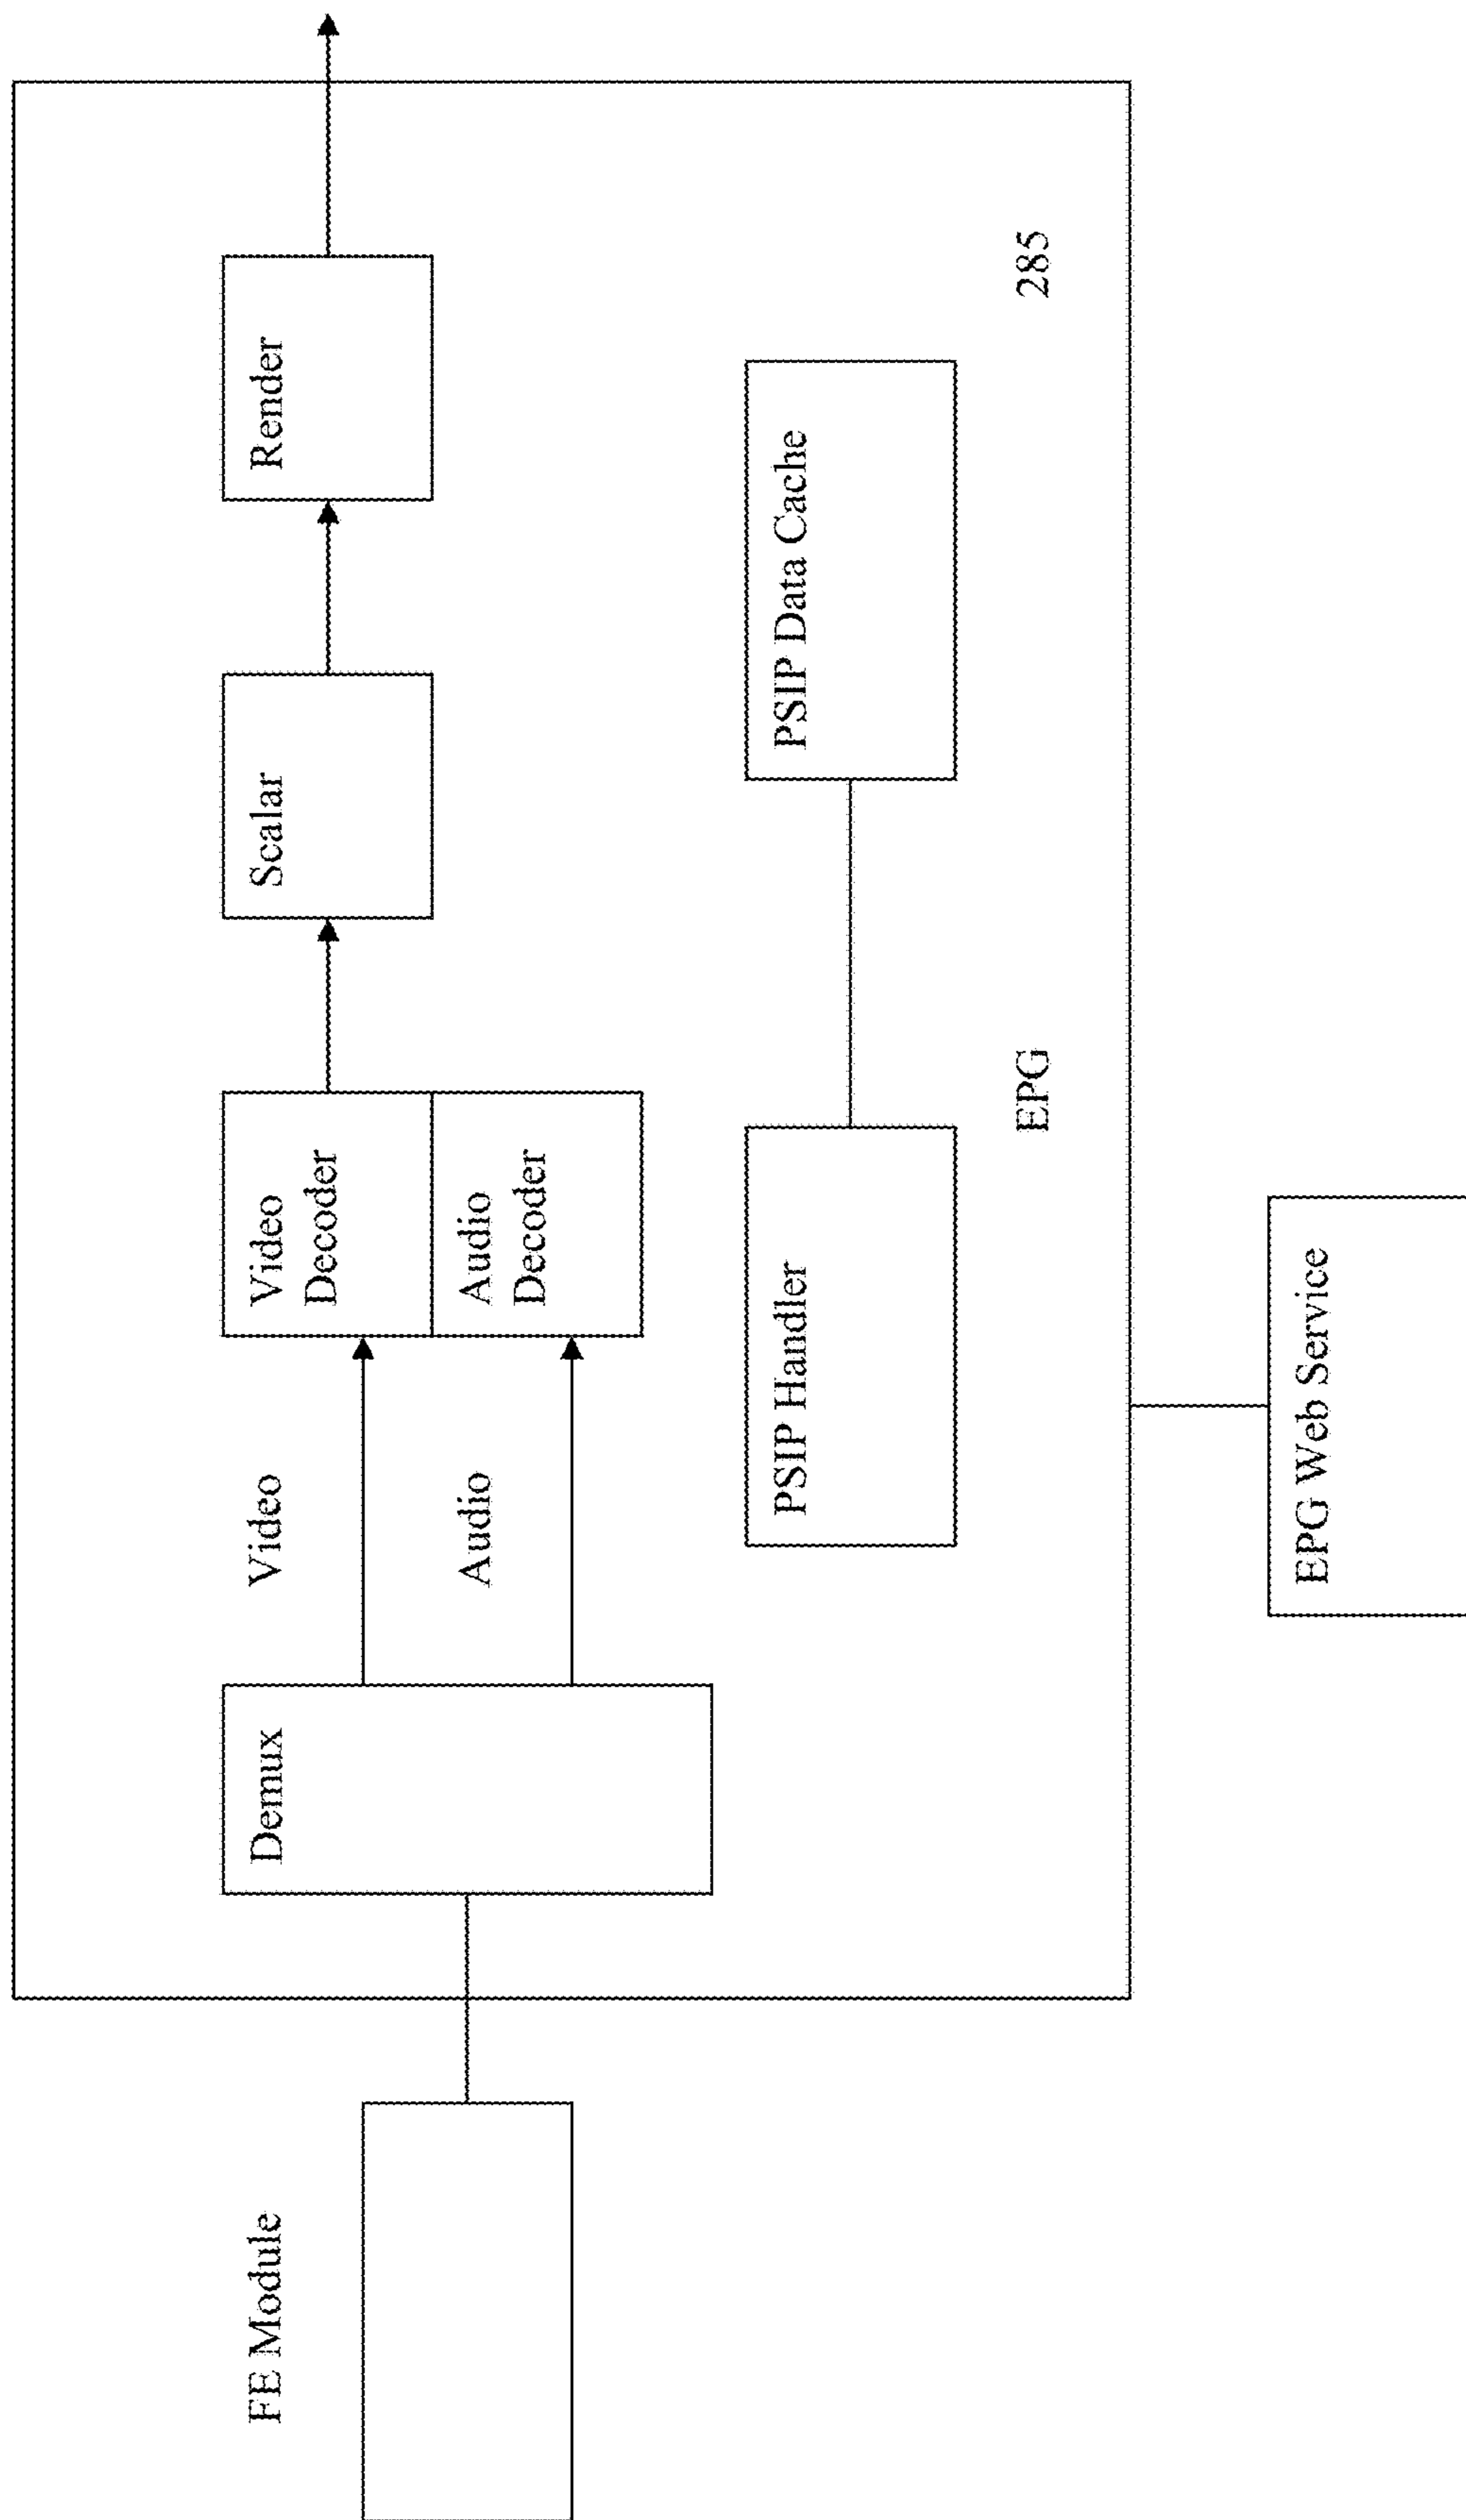 FE Module
Demux
Video
Audio
Video
Decoder
Audio
Decoder
Scalar
Render
PSIP Handler
PSIP Data Cache
EPG
285
EPG Web Service